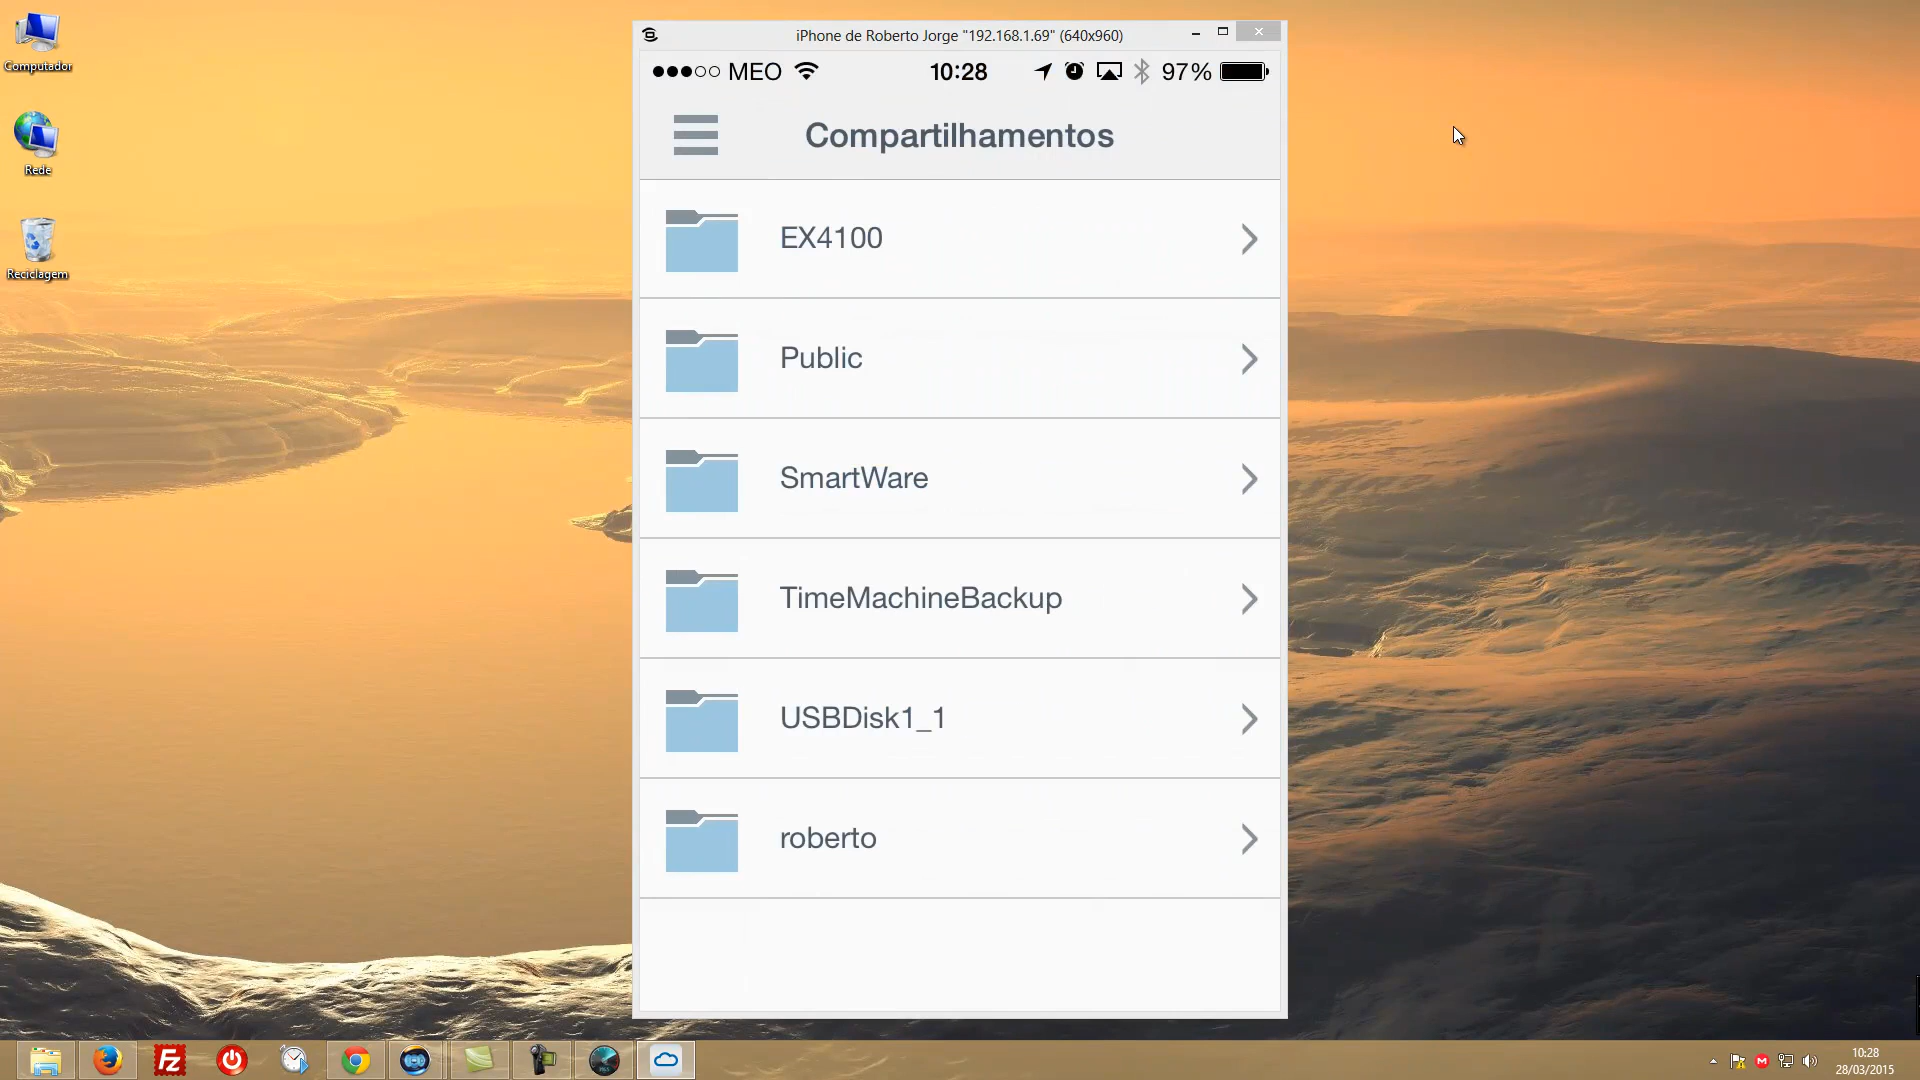 Computador
Rede
Reciclagem
iPhone de Roberto Jorge "192.168.1.69" (640x960)
MEO 10:28 97%
Compartilhamentos
EX4100
Public
SmartWare
TimeMachineBackup
USBDisk1_1
roberto
10:28
28/03/2015